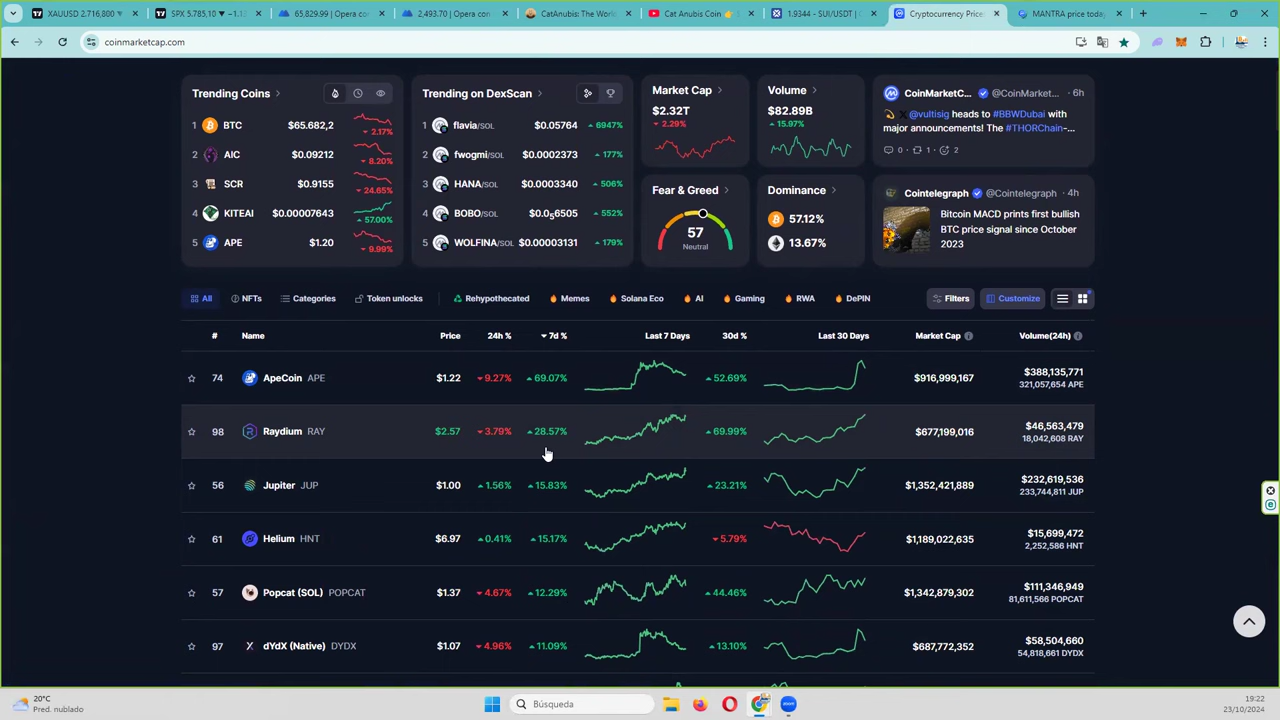 XAUUSD 2.716,800 ▼
SPX 5.785,10 ▼ −1.1
65,829.99 | Opera co
2,493.70 | Opera con
CatAnubis: The World
Cat Anubis Coin
1.9344 - SUI/USDT |
Cryptocurrency Price
MANTRA price today
coinmarketcap.com
Trending Coins
1 BTC $65.682,2 2.17%
2 AIC $0.09212 8.20%
3 SCR $0.9155 24.65%
4 KITEAI $0.00007643 57.00%
5 APE $1.20 9.99%
Trending on DexScan
1 flavia/SOL $0.05764 6947%
2 fwogmi/SOL $0.0002373 177%
3 HANA/SOL $0.0003340 506%
4 BOBO/SOL $0.0₅6505 552%
5 WOLFINA/SOL $0.00003131 179%
Market Cap
$2.32T
2.29%
Volume
$82.89B
15.97%
Fear & Greed
57
Neutral
Dominance
57.12%
13.67%
CoinMarketC... @CoinMarket... · 6h
@vultisig heads to #BBWDubai with
major announcements! The #THORChain-...
0 1 2
Cointelegraph @Cointelegraph · 4h
Bitcoin MACD prints first bullish
BTC price signal since October
2023
All NFTs Categories Token unlocks Rehypothecated Memes Solana Eco AI Gaming RWA DePIN Filters Customize
# Name Price 24h % 7d % Last 7 Days 30d % Last 30 Days Market Cap Volume(24h)
74 ApeCoin APE $1.22 9.27% 69.07% 52.69% $916,999,167 $388,135,771
321,057,654 APE
98 Raydium RAY $2.57 3.79% 28.57% 69.99% $677,199,016 $46,563,479
18,042,608 RAY
56 Jupiter JUP $1.00 1.56% 15.83% 23.21% $1,352,421,889 $232,619,536
233,744,811 JUP
61 Helium HNT $6.97 0.41% 15.17% 5.79% $1,189,022,635 $15,699,472
2,252,586 HNT
57 Popcat (SOL) POPCAT $1.37 4.67% 12.29% 44.46% $1,342,879,302 $111,346,949
81,611,566 POPCAT
97 dYdX (Native) DYDX $1.07 4.96% 11.09% 13.10% $687,772,352 $58,504,660
54,818,661 DYDX
20°C
Pred. nublado
Búsqueda
19:22
23/10/2024